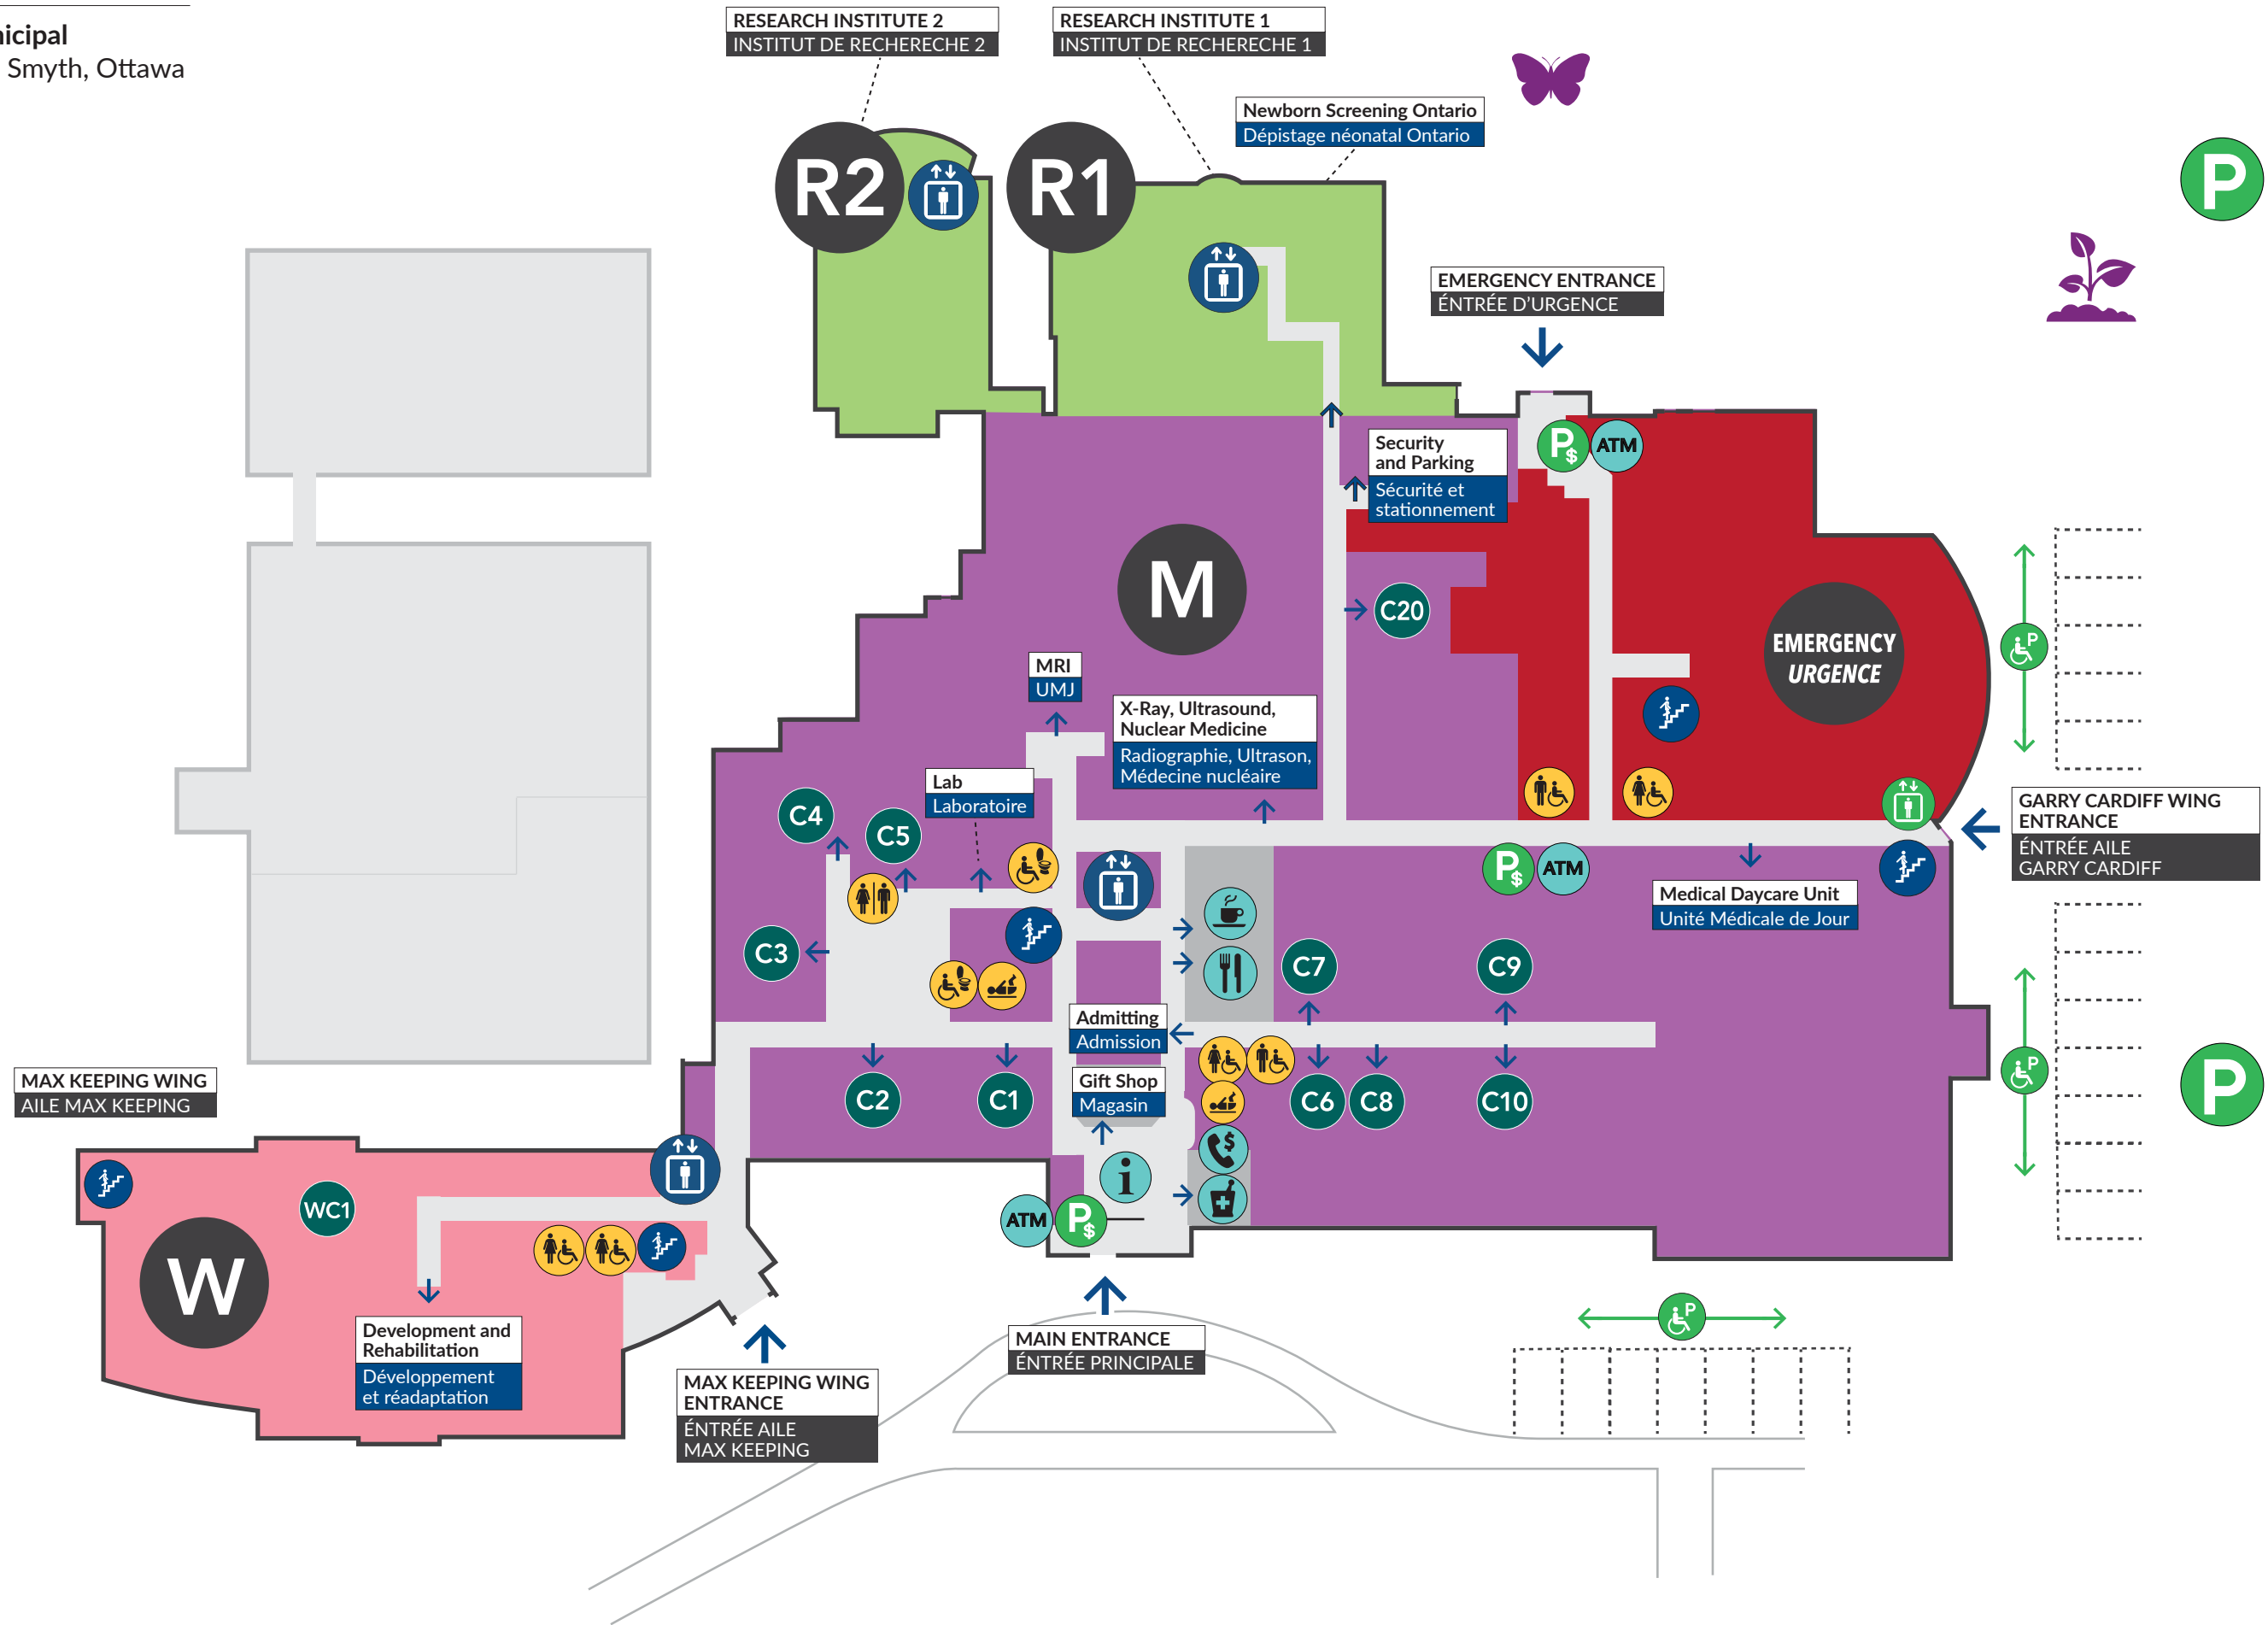 nicipal
Smyth, Ottawa
RESEARCH INSTITUTE 2
INSTITUT DE RECHERECHE 2
RESEARCH INSTITUTE 1
INSTITUT DE RECHERECHE 1
Newborn Screening Ontario
Dépistage néonatal Ontario
R2
R1
P
EMERGENCY ENTRANCE
ÉNTRÉE D’URGENCE
Security
and Parking
Sécurité et
stationnement
P$
ATM
M
C20
EMERGENCY
URGENCE
P
MRI
UMJ
X-Ray, Ultrasound,
Nuclear Medicine
Radiographie, Ultrason,
Médecine nucléaire
Lab
Laboratoire
C4
C5
GARRY CARDIFF WING
ENTRANCE
ÉNTRÉE AILE
GARRY CARDIFF
P$
ATM
Medical Daycare Unit
Unité Médicale de Jour
C3
C7
C9
Admitting
Admission
Gift Shop
Magasin
C2
C1
C6
C8
C10
P
P
MAX KEEPING WING
AILE MAX KEEPING
$
i
WC1
ATM
P$
W
Development and
Rehabilitation
Développement
et réadaptation
MAX KEEPING WING
ENTRANCE
ÉNTRÉE AILE
MAX KEEPING
MAIN ENTRANCE
ÉNTRÉE PRINCIPALE
P